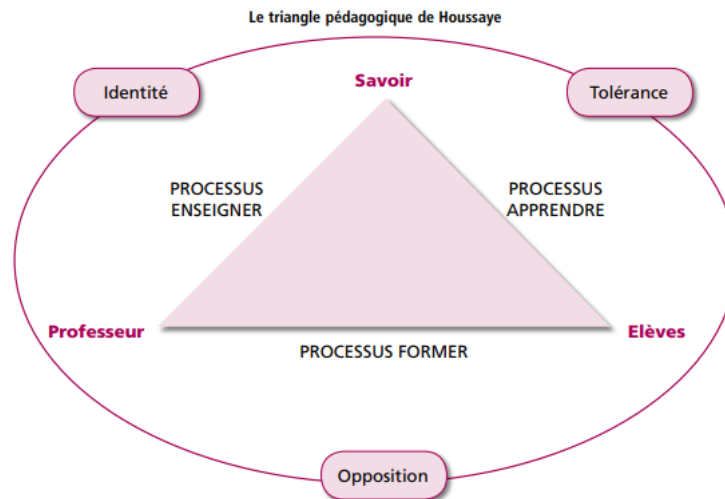 Le triangle pédagogique de Houssaye
Identité
Savoir
Tolérance
PROCESSUS
ENSEIGNER
PROCESSUS
APPRENDRE
Professeur
Elèves
PROCESSUS FORMER
Opposition